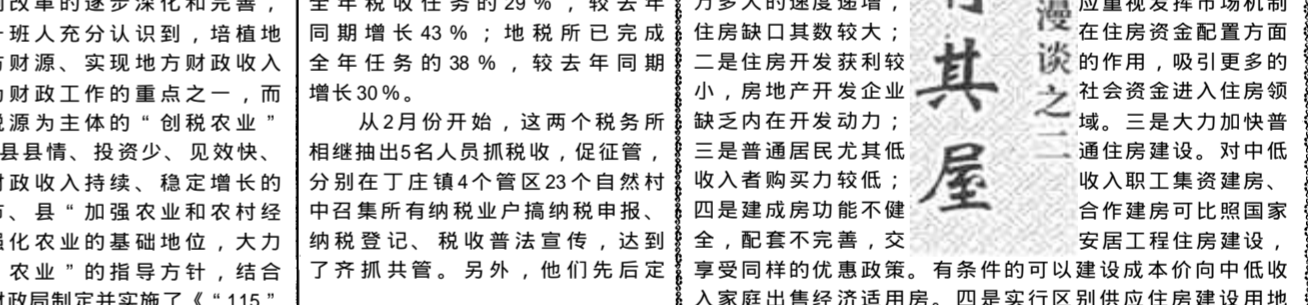 改革的逐步深化和完善，
班人充分认识到，培植地
财源、实现地方财政收入
财政工作的重点之一，而
源为主体的“创税农业”
县县情、投资少、见效快、
政收入持续、稳定增长的
、县“加强农业和农村经
化农业的基础地位，大力
农业”的指导方针，结合
政局制定并实施了《“115”
全年税收任务的29%，较去年
同期增长43%；地税所已完成
全年任务的38%，较去年同期
增长30%。
从2月份开始，这两个税务所
相继抽出5名人员抓税收，促征管，
分别在丁庄镇4个管区23个自然村
中召集所有纳税业户搞纳税申报、
纳税登记、税收普法宣传，达到
了齐抓共管。另外，他们先后定
万多人的速度递增，
住房缺口其数较大；
二是住房开发获利较
小，房地产开发企业
缺乏内在开发动力；
三是普通居民尤其低
收入者购买力较低；
四是建成房功能不健
全，配套不完善，交
其屋
漫谈之二
应重视发挥市场机制
在住房资金配置方面
的作用，吸引更多的
社会资金进入住房领
域。三是大力加快普
通住房建设。对中低
收入职工集资建房、
合作建房可比照国家
安居工程住房建设，
享受同样的优惠政策。有条件的可以建设成本价向中低收
入家庭出售经济适用房。四是实行区别供应住房建设用地